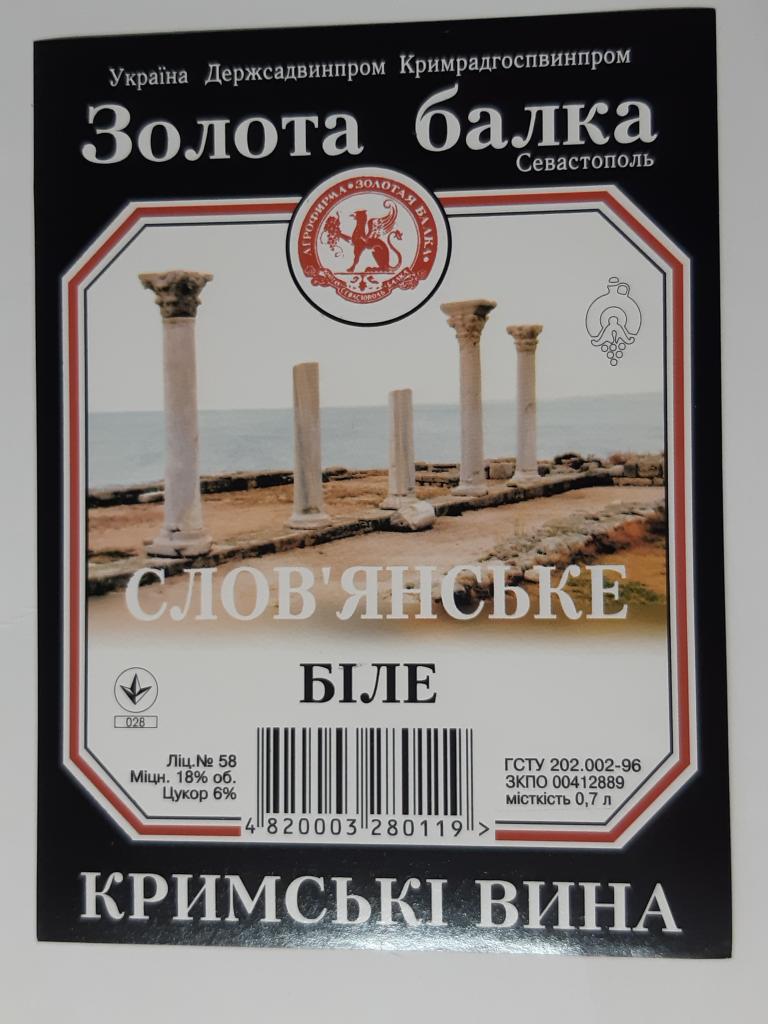 Україна Держсадвинпром Кримрадгоспвинпром
Золота балка
Севастополь
АГРОФИРМА • ЗОЛОТАЯ БАЛКА •
СЕВАСТОПОЛЬ-БАЛКА
СЛОВ'ЯНСЬКЕ
БІЛЕ
028
Ліц.№ 58
Міцн. 18% об.
Цукор 6%
4 820003 280119 >
ГСТУ 202.002-96
ЗКПО 00412889
місткість 0,7 л
КРИМСЬКІ ВИНА